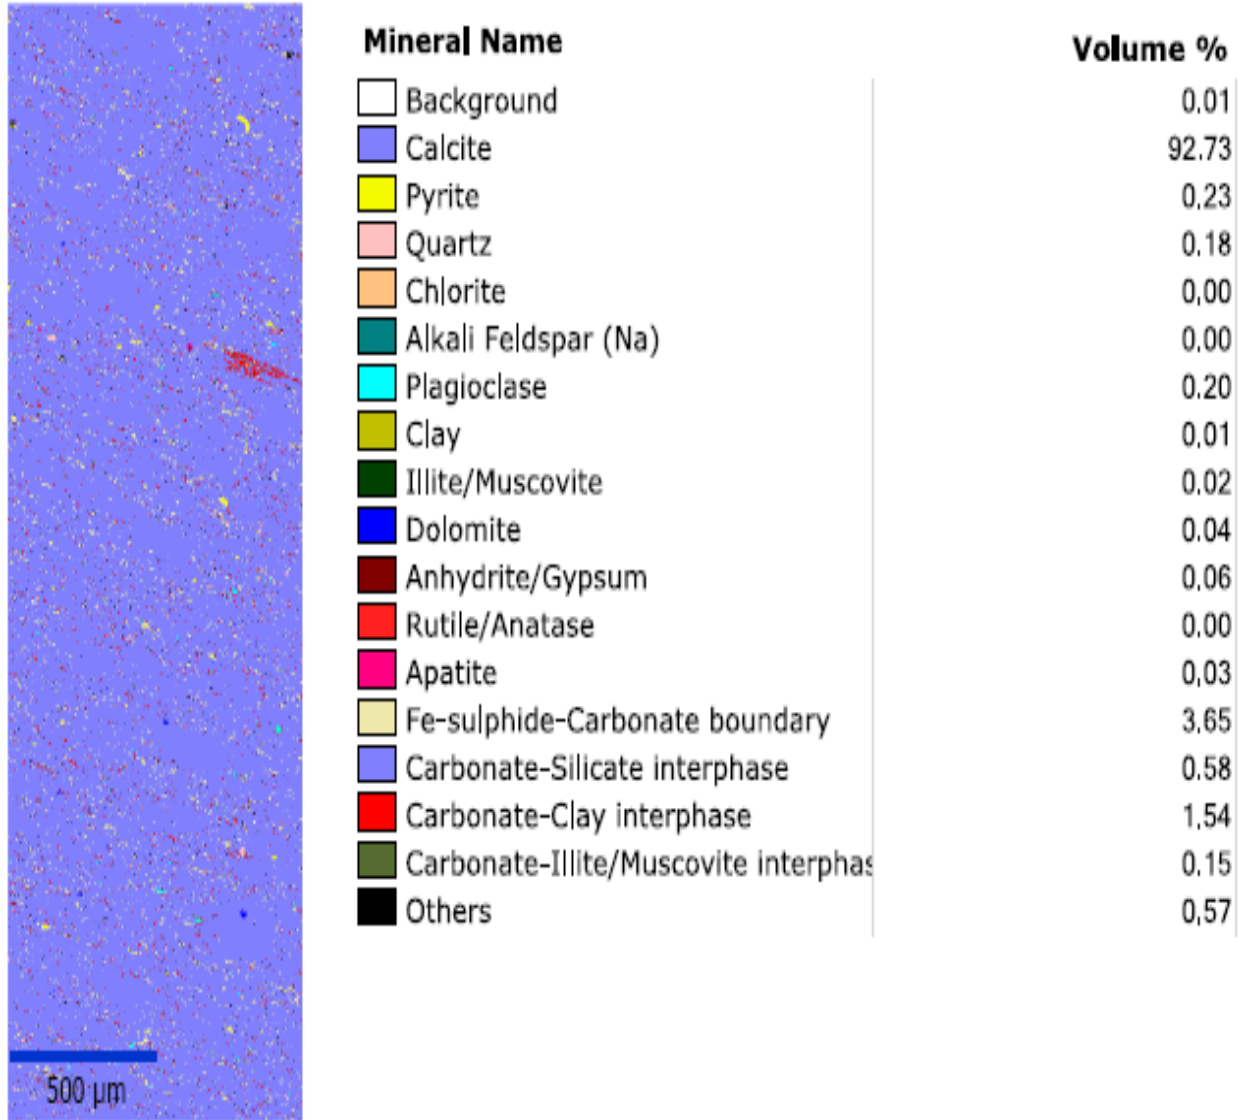 Mineral Name Volume %
Background 0.01
Calcite 92.73
Pyrite 0.23
Quartz 0.18
Chlorite 0.00
Alkali Feldspar (Na) 0.00
Plagioclase 0.20
Clay 0.01
Illite/Muscovite 0.02
Dolomite 0.04
Anhydrite/Gypsum 0.06
Rutile/Anatase 0.00
Apatite 0.03
Fe-sulphide-Carbonate boundary 3.65
Carbonate-Silicate interphase 0.58
Carbonate-Clay interphase 1.54
Carbonate-Illite/Muscovite interphas 0.15
Others 0.57
500 µm